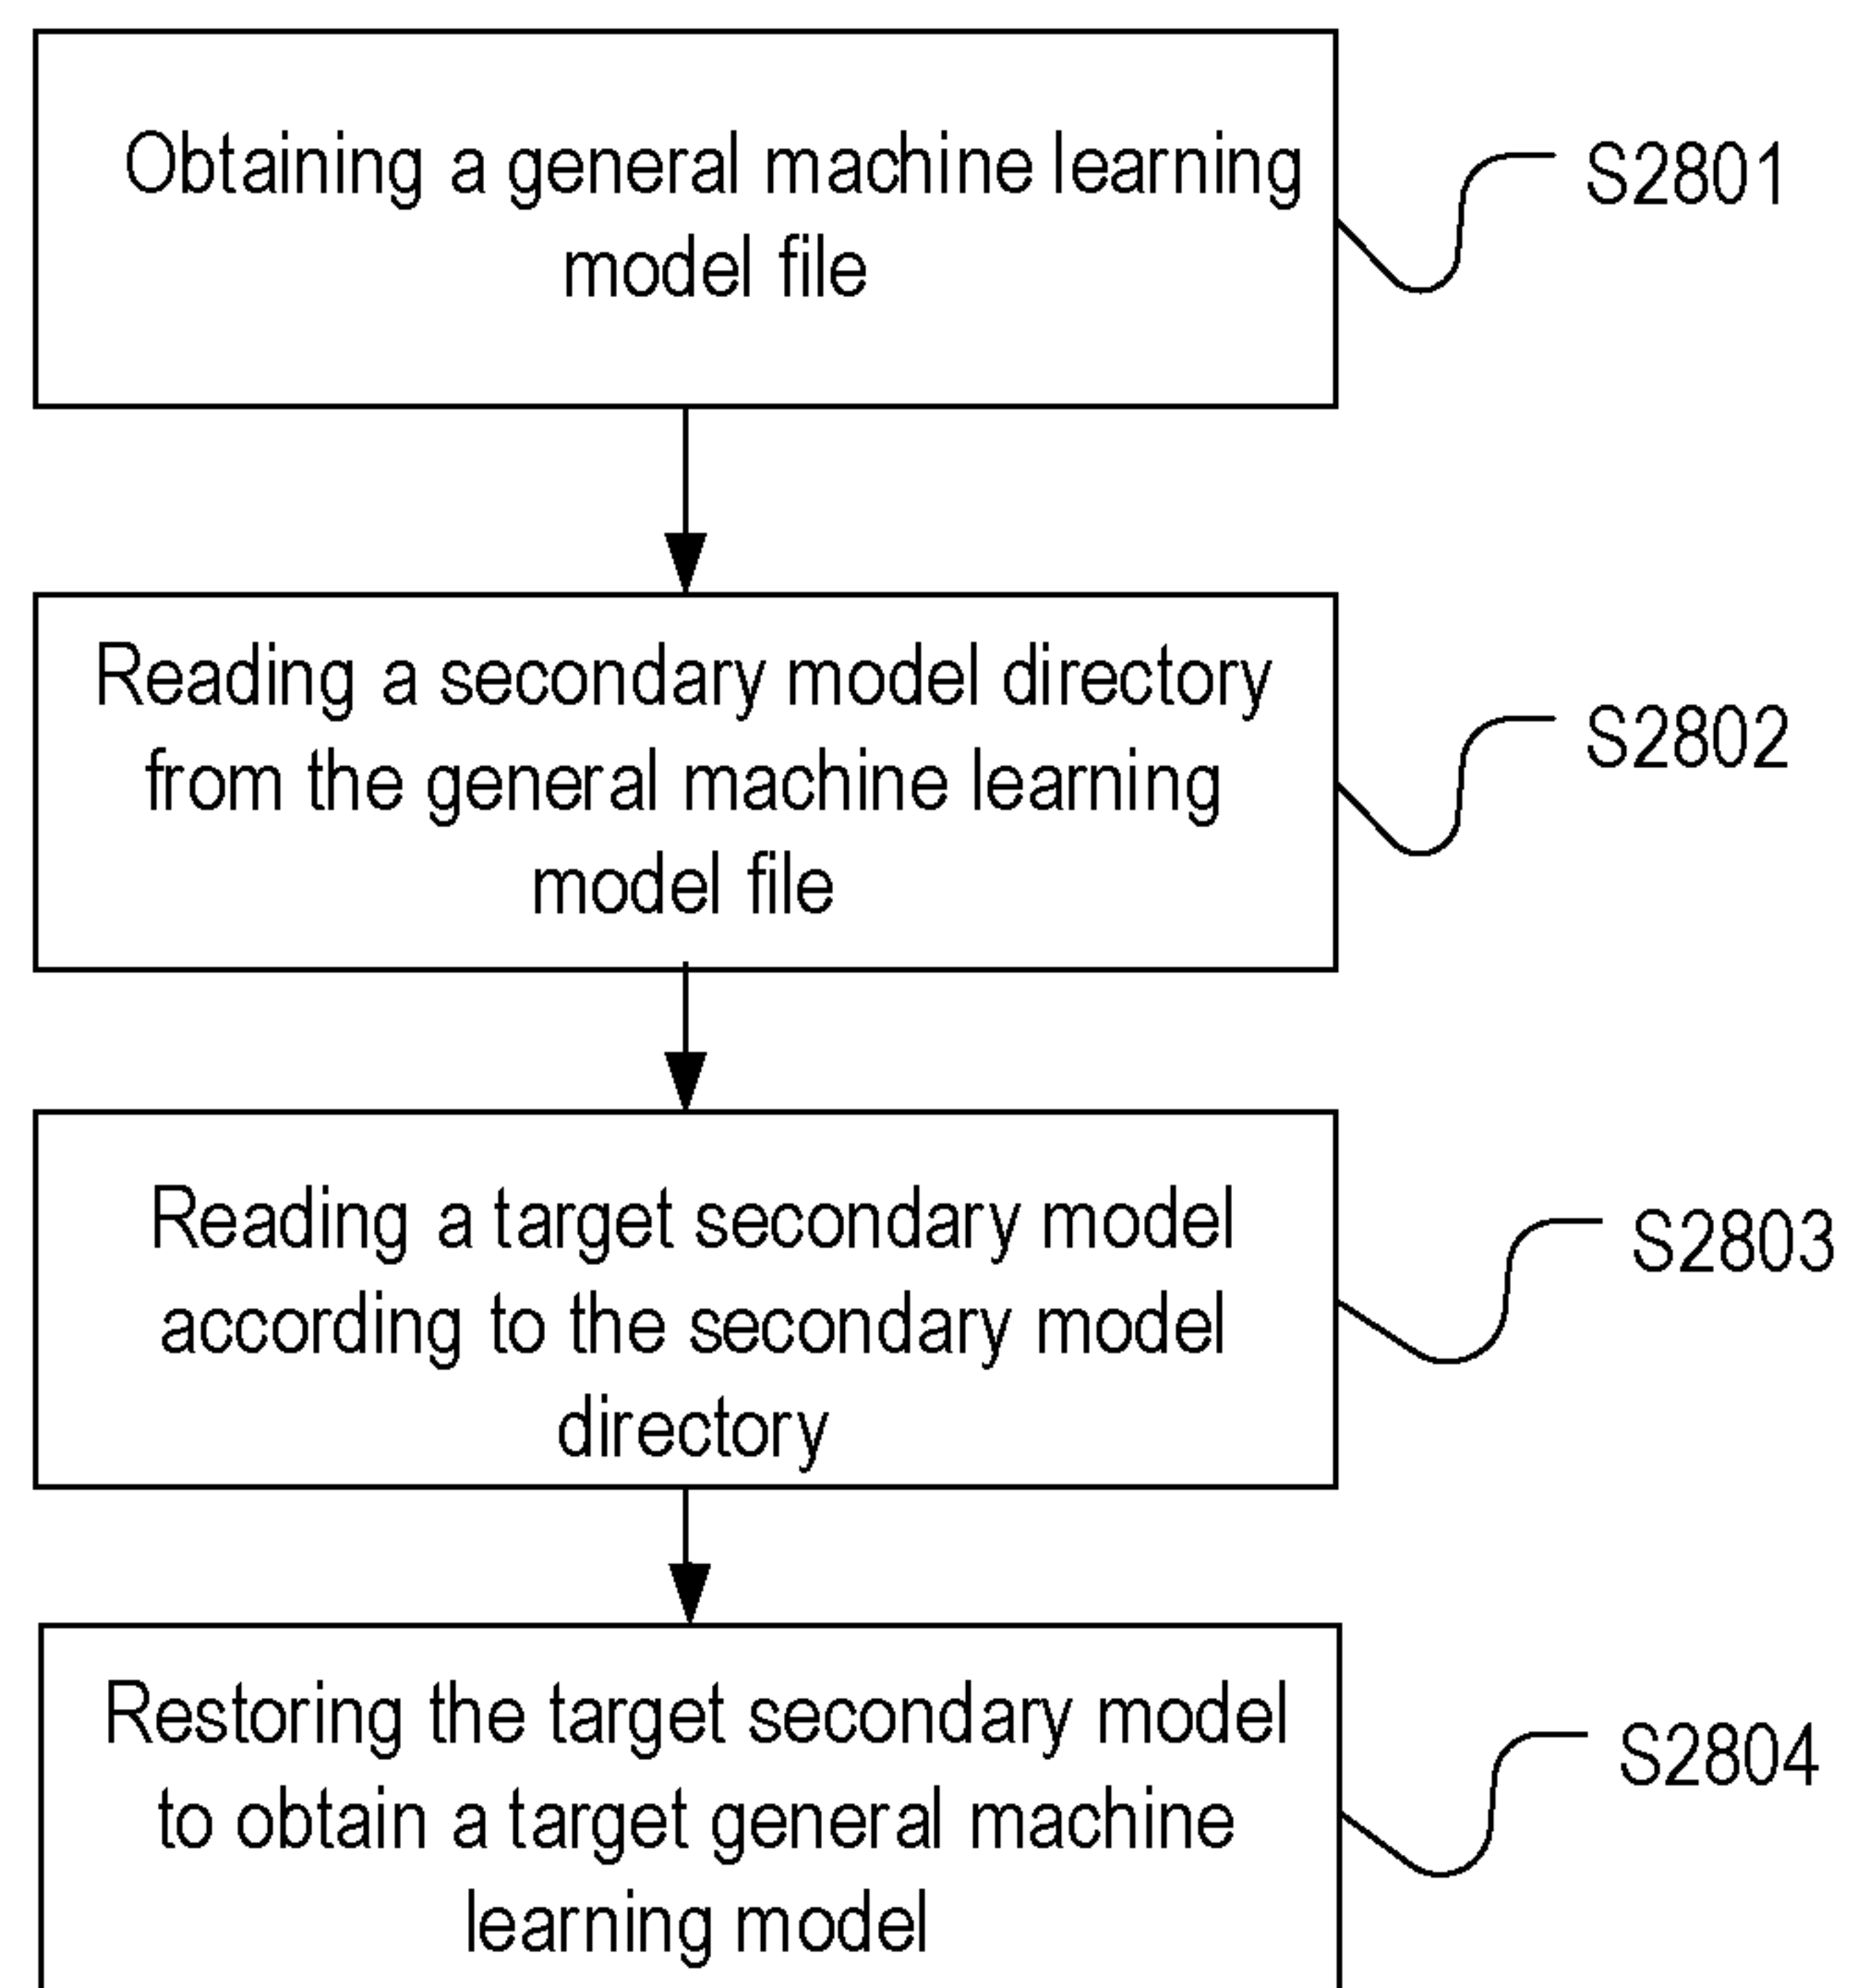 Obtaining a general machine learning
model file
S2801
Reading a secondary model directory
from the general machine learning
model file
S2802
Reading a target secondary model
according to the secondary model
directory
S2803
Restoring the target secondary model
to obtain a target general machine
learning model
S2804